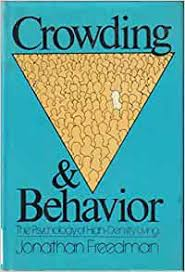 Crowding
& Behavior
The Psychology of High-Density Living
Jonathan Freedman